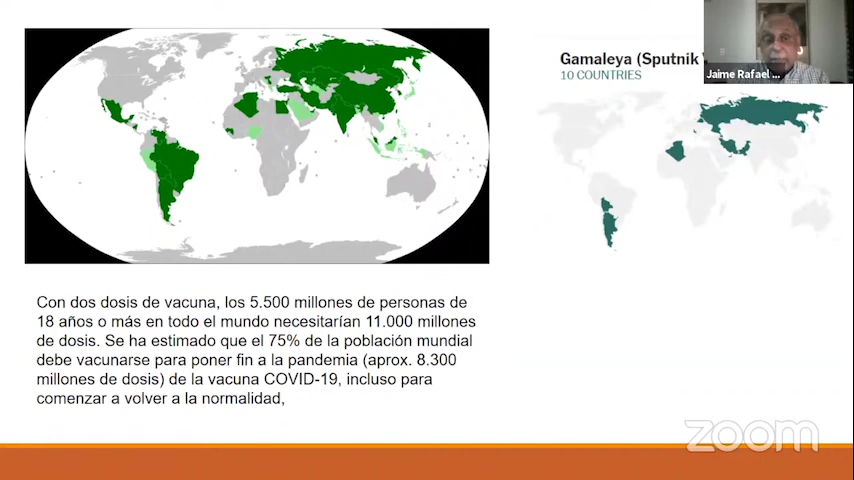 Gamaleya (Sputnik
10 COUNTRIES
Jaime Rafael ...
Con dos dosis de vacuna, los 5.500 millones de personas de
18 años o más en todo el mundo necesitarían 11.000 millones
de dosis. Se ha estimado que el 75% de la población mundial
debe vacunarse para poner fin a la pandemia (aprox. 8.300
millones de dosis) de la vacuna COVID-19, incluso para
comenzar a volver a la normalidad,
zoom